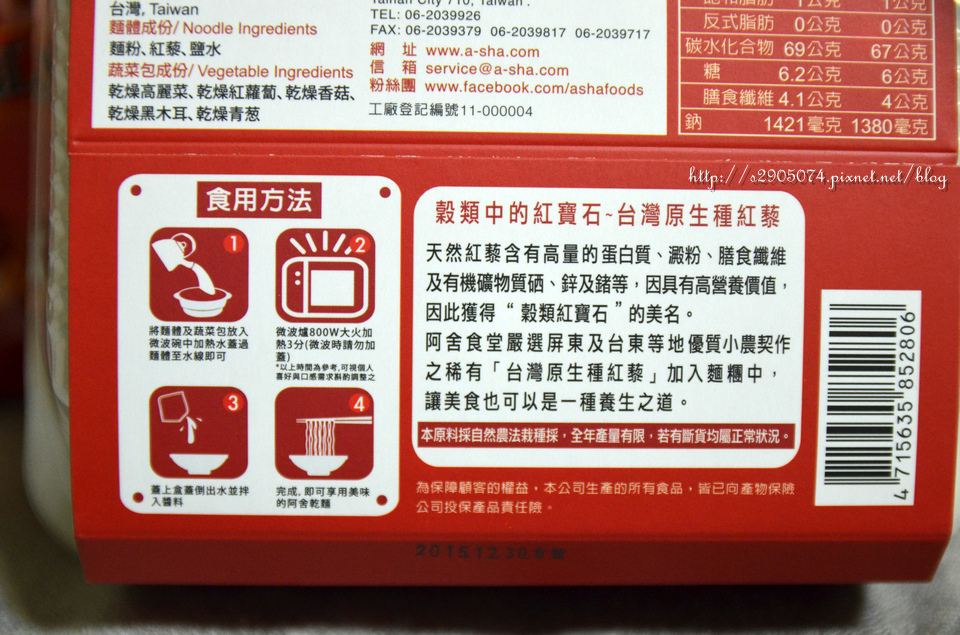 台灣, Taiwan
麵體成份/ Noodle Ingredients
麵粉、紅藜、鹽水
蔬菜包成份/ Vegetable Ingredients
乾燥高麗菜、乾燥紅蘿蔔、乾燥香菇、
乾燥黑木耳、乾燥青葱
Tainan City 710, Taiwan .
TEL: 06-2039926
FAX: 06-2039379 06-2039817 06-2039717
網 址 www.a-sha.com
信 箱 service@a-sha.com
粉絲團 www.facebook.com/ashafoods
工廠登記編號11-000004
飽和脂肪 1公克 1公克
反式脂肪 0公克 0公克
碳水化合物 69公克 67公克
糖 6.2公克 6公克
膳食纖維 4.1公克 4公克
鈉 1421毫克 1380毫克
http://s2905074.pixnet.net/blog
食用方法
1
將麵體及蔬菜包放入
微波碗中加熱水蓋過
麵體至水線即可
2
微波爐800W大火加
熱3分(微波時請勿加
蓋)
*以上時間為參考,可視個人
喜好與口感需求斟酌調整之
3
蓋上盒蓋倒出水並拌
入醬料
4
完成, 即可享用美味
的阿舍乾麵
穀類中的紅寶石~台灣原生種紅藜
天然紅藜含有高量的蛋白質、澱粉、膳食纖維
及有機礦物質硒、鋅及鍺等，因具有高營養價值，
因此獲得“穀類紅寶石”的美名。
阿舍食堂嚴選屏東及台東等地優質小農契作
之稀有「台灣原生種紅藜」加入麵糰中，
讓美食也可以是一種養生之道。
本原料採自然農法栽種採，全年產量有限，若有斷貨均屬正常狀況。
為保障顧客的權益，本公司生產的所有食品，皆已向產物保險
公司投保產品責任險。
4 715635 852806